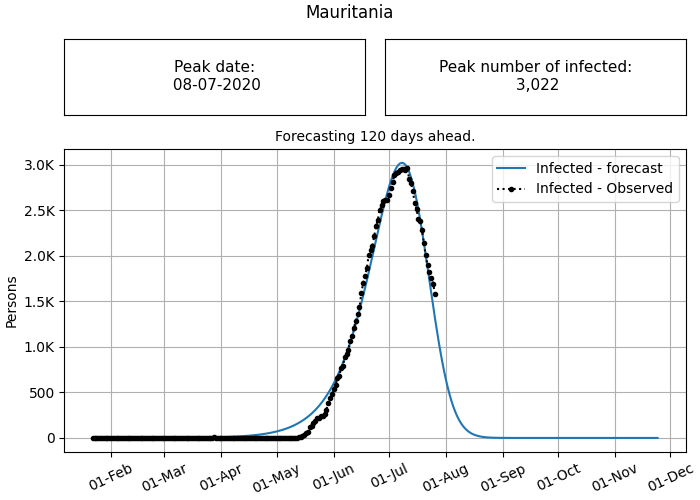 Mauritania
Peak date:
08-07-2020
Peak number of infected:
3,022
Forecasting 120 days ahead.
Infected - forecast
Infected - Observed
3.0K
2.5K
2.0K
1.5K
1.0K
500
0
Persons
01-Feb
01-Mar
01-Apr
01-May
01-Jun
01-Jul
01-Aug
01-Sep
01-Oct
01-Nov
01-Dec